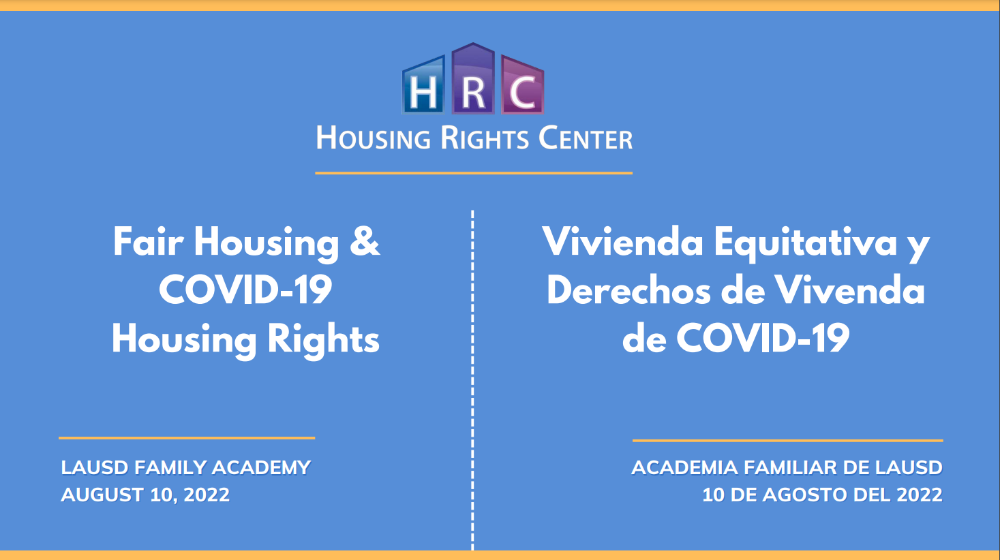 HRC
HOUSING RIGHTS CENTER
Fair Housing &
COVID-19
Housing Rights
LAUSD FAMILY ACADEMY
AUGUST 10, 2022
Vivienda Equitativa y
Derechos de Vivenda
de COVID-19
ACADEMIA FAMILIAR DE LAUSD
10 DE AGOSTO DEL 2022